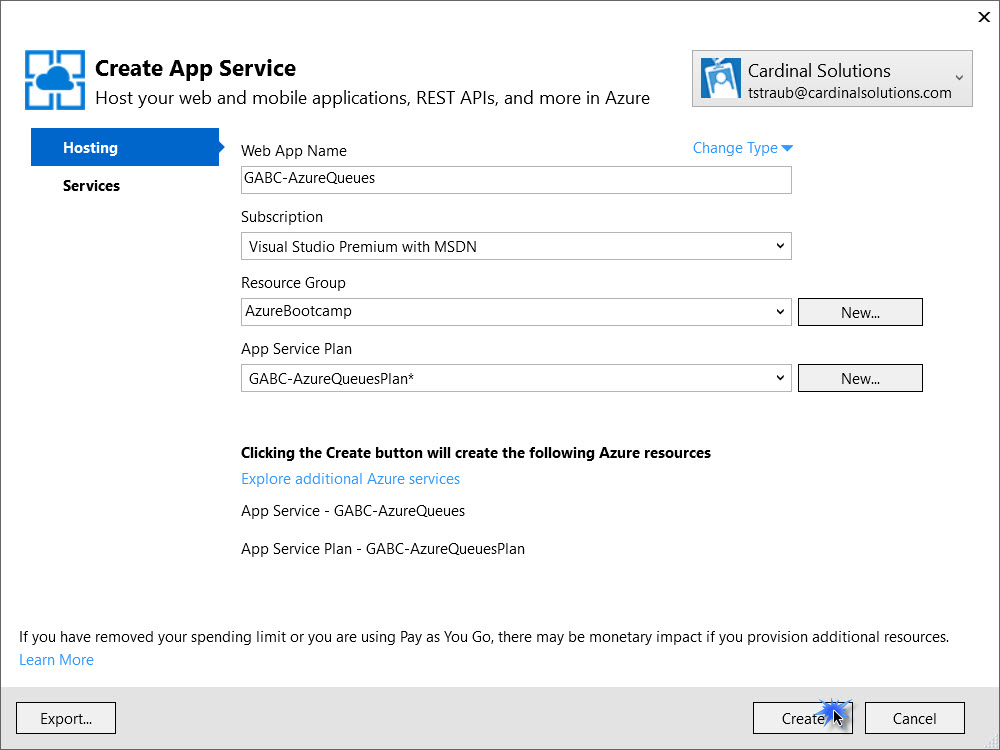 Create App Service
Host your web and mobile applications, REST APIs, and more in Azure
Cardinal Solutions
tstraub@cardinalsolutions.com
Hosting
Services
Web App Name
Change Type
GABC-AzureQueues
Subscription
Visual Studio Premium with MSDN
Resource Group
AzureBootcamp
New...
App Service Plan
GABC-AzureQueuesPlan*
New...
Clicking the Create button will create the following Azure resources
Explore additional Azure services
App Service - GABC-AzureQueues
App Service Plan - GABC-AzureQueuesPlan
If you have removed your spending limit or you are using Pay as You Go, there may be monetary impact if you provision additional resources.
Learn More
Export...
Create
Cancel